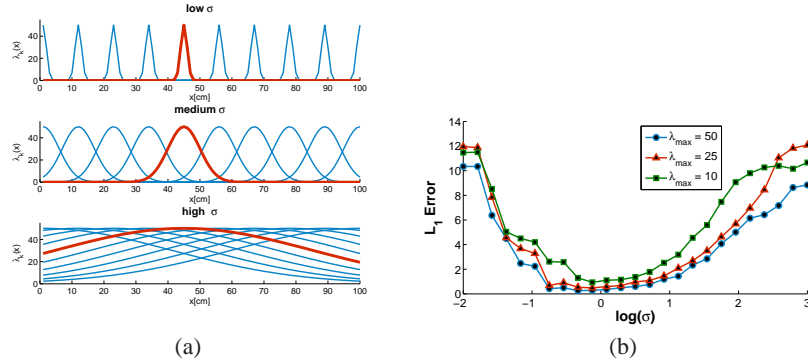 low σ
λk(x)
40
20
0
0 10 20 30 40 50 60 70 80 90 100
x[cm]
medium σ
λk(x)
40
20
0
0 10 20 30 40 50 60 70 80 90 100
x[cm]
high σ
λk(x)
40
20
0
0 10 20 30 40 50 60 70 80 90 100
x[cm]
(a)
L1 Error
14
12
10
8
6
4
2
0
−2 −1 0 1 2 3
log(σ)
λmax = 50
λmax = 25
λmax = 10
(b)